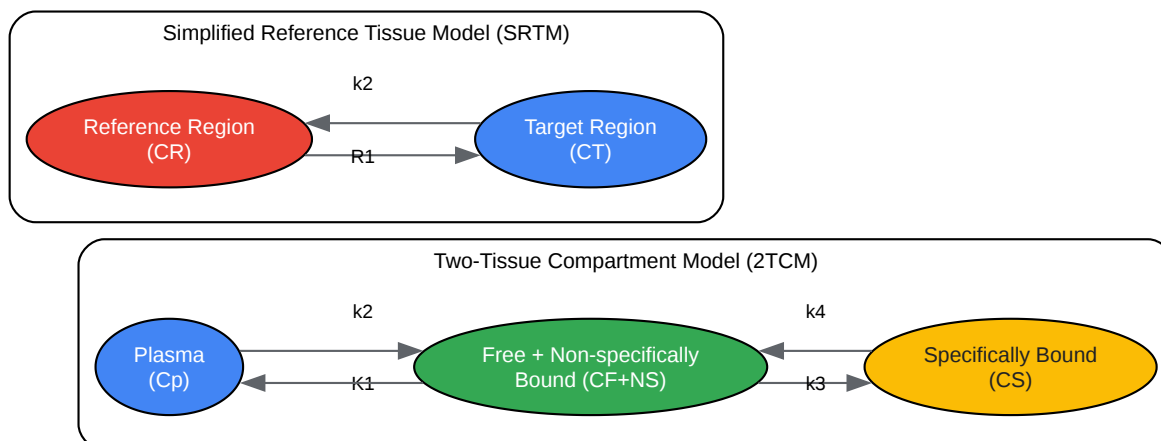 Simplified Reference Tissue Model (SRTM)
k2
Reference Region
(CR)
Target Region
(CT)
R1
Two-Tissue Compartment Model (2TCM)
k2
k4
Plasma
(Cp)
Free + Non-specifically
Bound (CF+NS)
Specifically Bound
(CS)
K1
k3